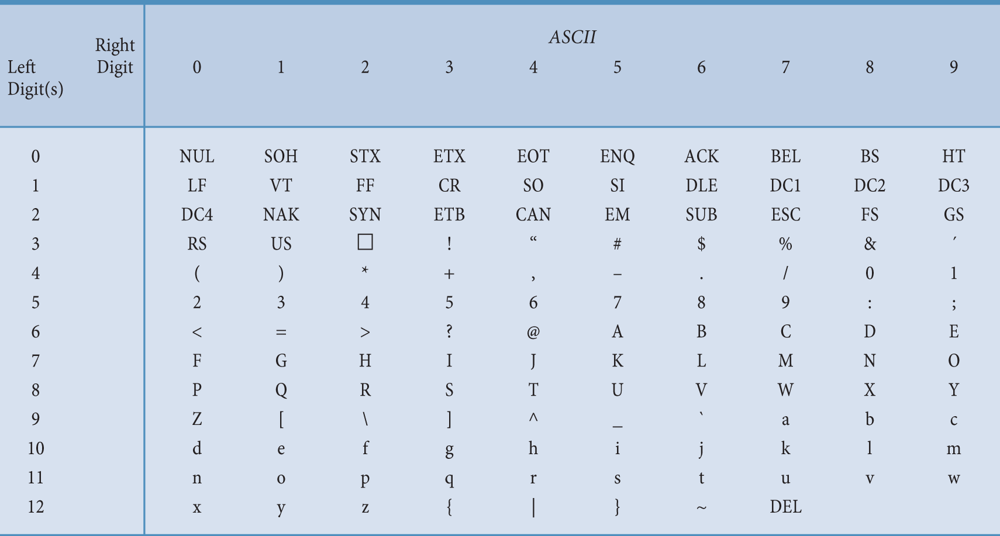 ASCII
Right
Left Digit 0 1 2 3 4 5 6 7 8 9
Digit(s)
0 NUL SOH STX ETX EOT ENQ ACK BEL BS HT
1 LF VT FF CR SO SI DLE DC1 DC2 DC3
2 DC4 NAK SYN ETB CAN EM SUB ESC FS GS
3 RS US □ ! “ # $ % & ´
4 ( ) * + , – . / 0 1
5 2 3 4 5 6 7 8 9 : ;
6 < = > ? @ A B C D E
7 F G H I J K L M N O
8 P Q R S T U V W X Y
9 Z [ \ ] ^ _ ` a b c
10 d e f g h i j k l m
11 n o p q r s t u v w
12 x y z { | } ~ DEL